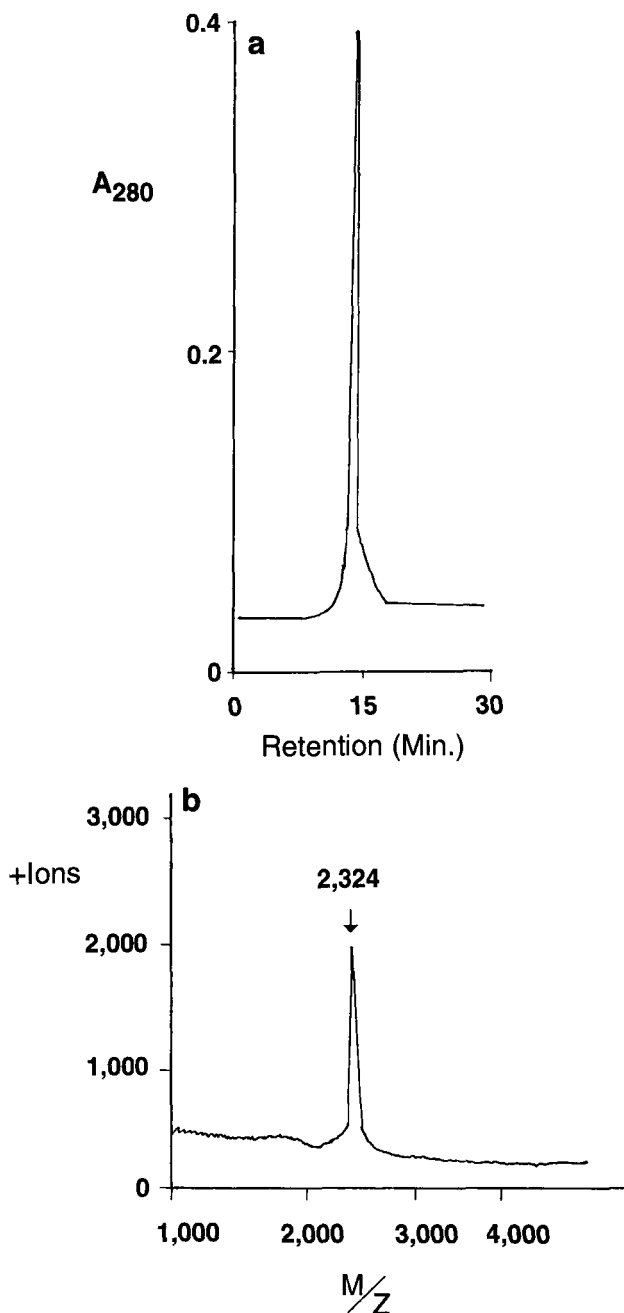 0.4
a
A280
0.2
0
0 15 30
Retention (Min.)
b
3,000
+Ions
2,324
2,000
1,000
0
1,000 2,000 3,000 4,000
M/Z